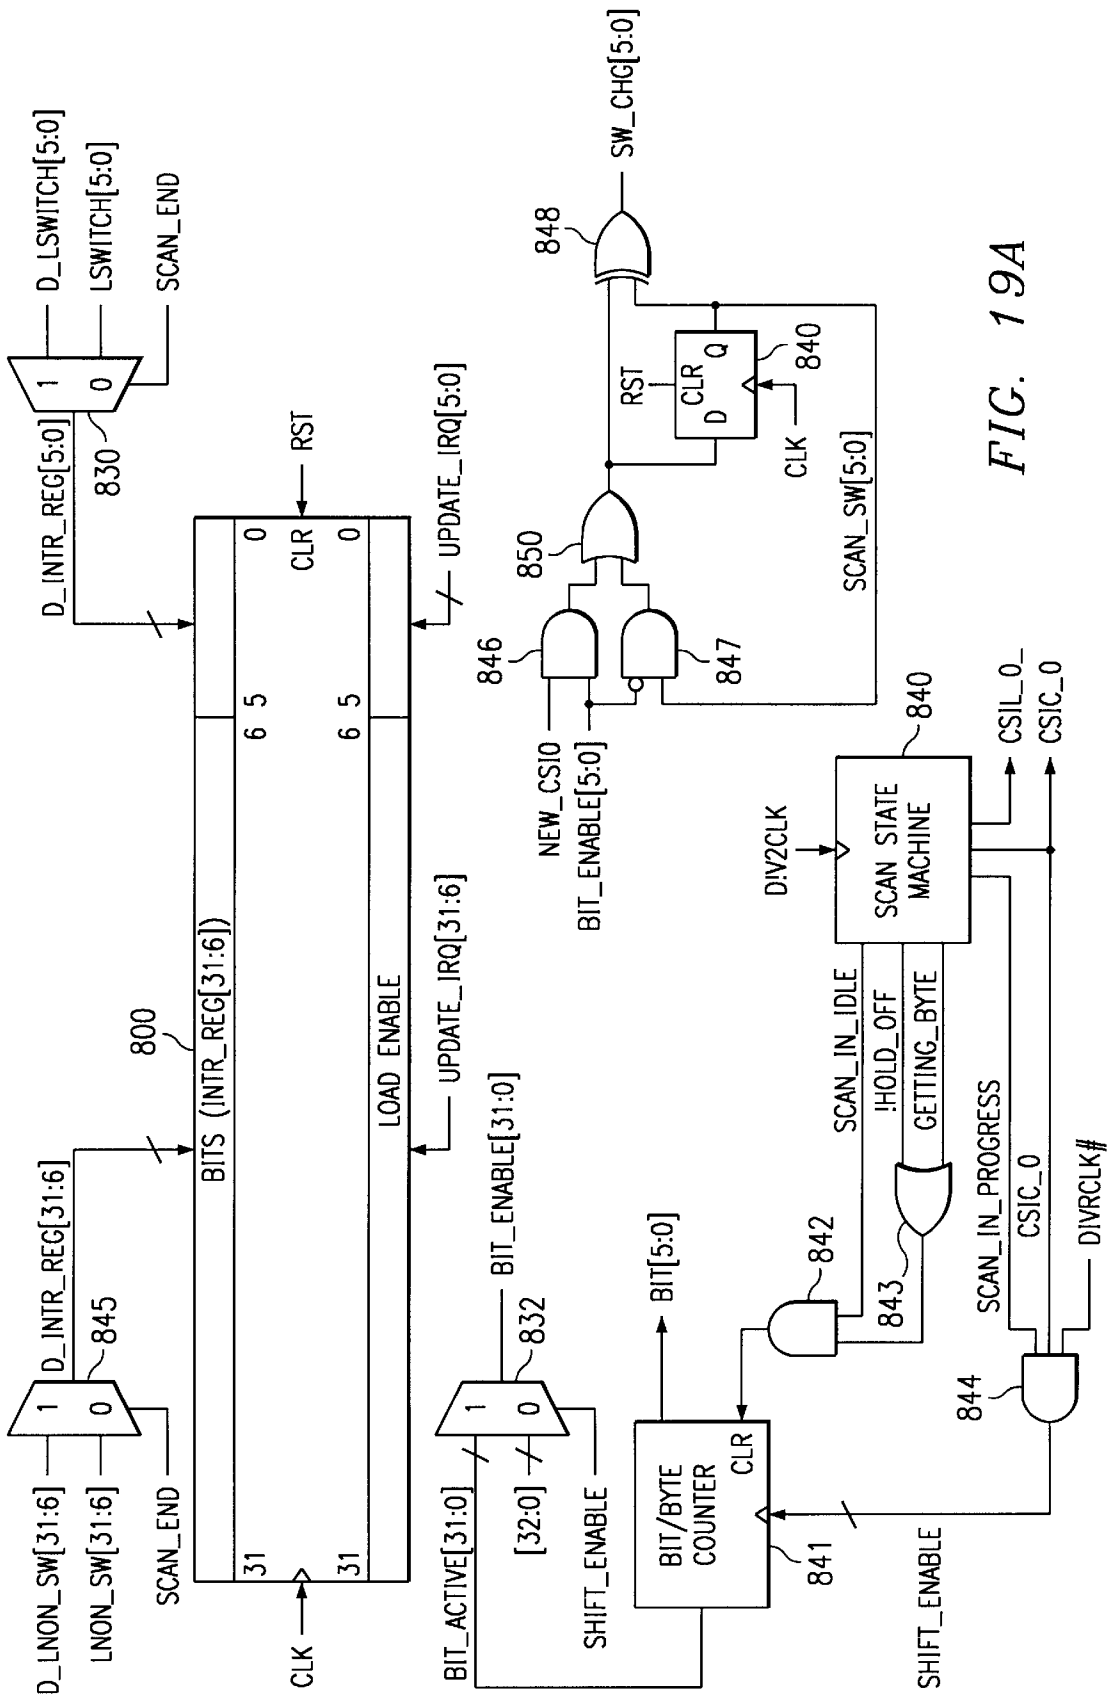 D_LNON_SW[31:6]
LNON_SW[31:6]
SCAN_END
1
0
845
D_INTR_REG[31:6]
800
D_INTR_REG[5:0]
830
1
0
D_LSWITCH[5:0]
LSWITCH[5:0]
SCAN_END
BITS (INTR_REG[31:6])
31
6
5
0
CLK
CLR
RST
31
6
5
0
LOAD ENABLE
UPDATE_IRQ[31:6]
UPDATE_IRQ[5:0]
BIT_ACTIVE[31:0]
[32:0]
SHIFT_ENABLE
1
0
832
BIT_ENABLE[31:0]
NEW_CSI0
BIT_ENABLE[5:0]
846
847
850
RST
CLR
D
Q
840
CLK
848
SW_CHG[5:0]
SCAN_SW[5:0]
BIT/BYTE
COUNTER
CLR
841
BIT[5:0]
842
843
SCAN_IN_IDLE
!HOLD_OFF
GETTING_BYTE
D!V2CLK
SCAN STATE
MACHINE
840
CSIL_0_
CSIC_0
SCAN_IN_PROGRESS
CSIC_0
DIVRCLK#
844
SHIFT_ENABLE
FIG. 19A